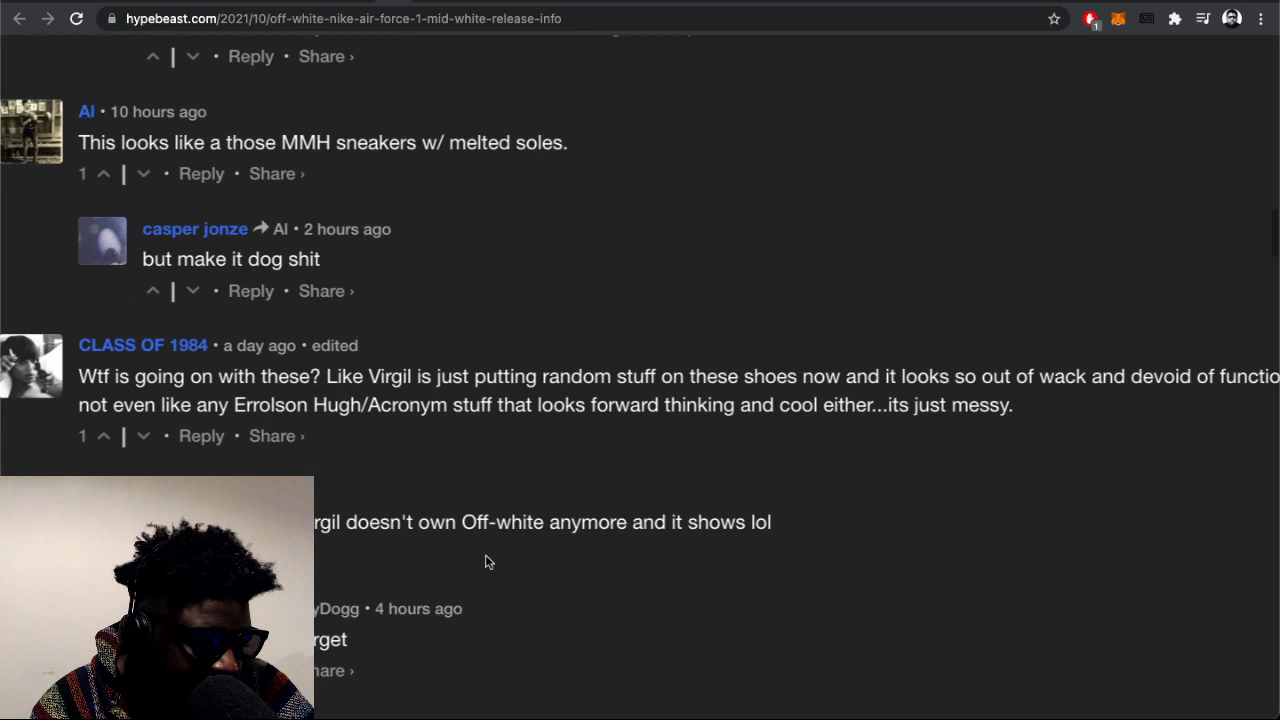 hypebeast.com/2021/10/off-white-nike-air-force-1-mid-white-release-info
1
Reply • Share ›
Al • 10 hours ago
This looks like a those MMH sneakers w/ melted soles.
1 • Reply • Share ›
casper jonze Al • 2 hours ago
but make it dog shit
• Reply • Share ›
CLASS OF 1984 • a day ago • edited
Wtf is going on with these? Like Virgil is just putting random stuff on these shoes now and it looks so out of wack and devoid of functio
not even like any Errolson Hugh/Acronym stuff that looks forward thinking and cool either...its just messy.
1 • Reply • Share ›
rgil doesn't own Off-white anymore and it shows lol
yDogg • 4 hours ago
rget
hare ›